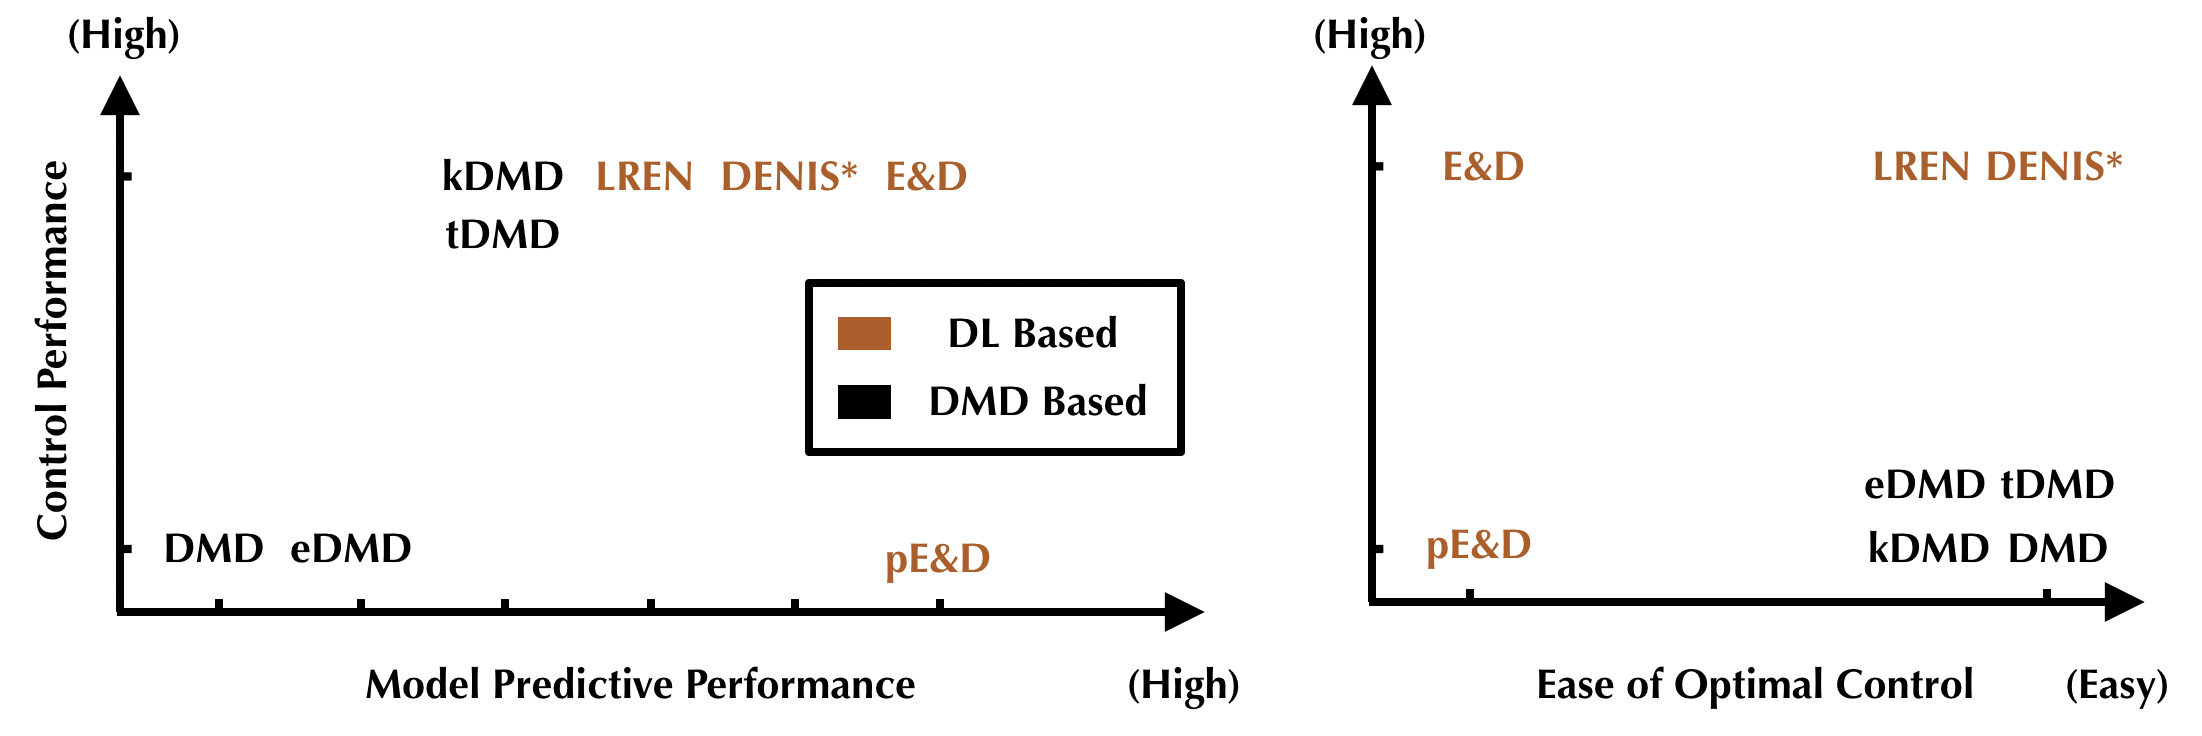 (High)
Control Performance
kDMD LREN DENIS* E&D
tDMD
DL Based
DMD Based
DMD eDMD
pE&D
Model Predictive Performance
(High)
(High)
E&D
LREN DENIS*
eDMD tDMD
pE&D
kDMD DMD
Ease of Optimal Control
(Easy)